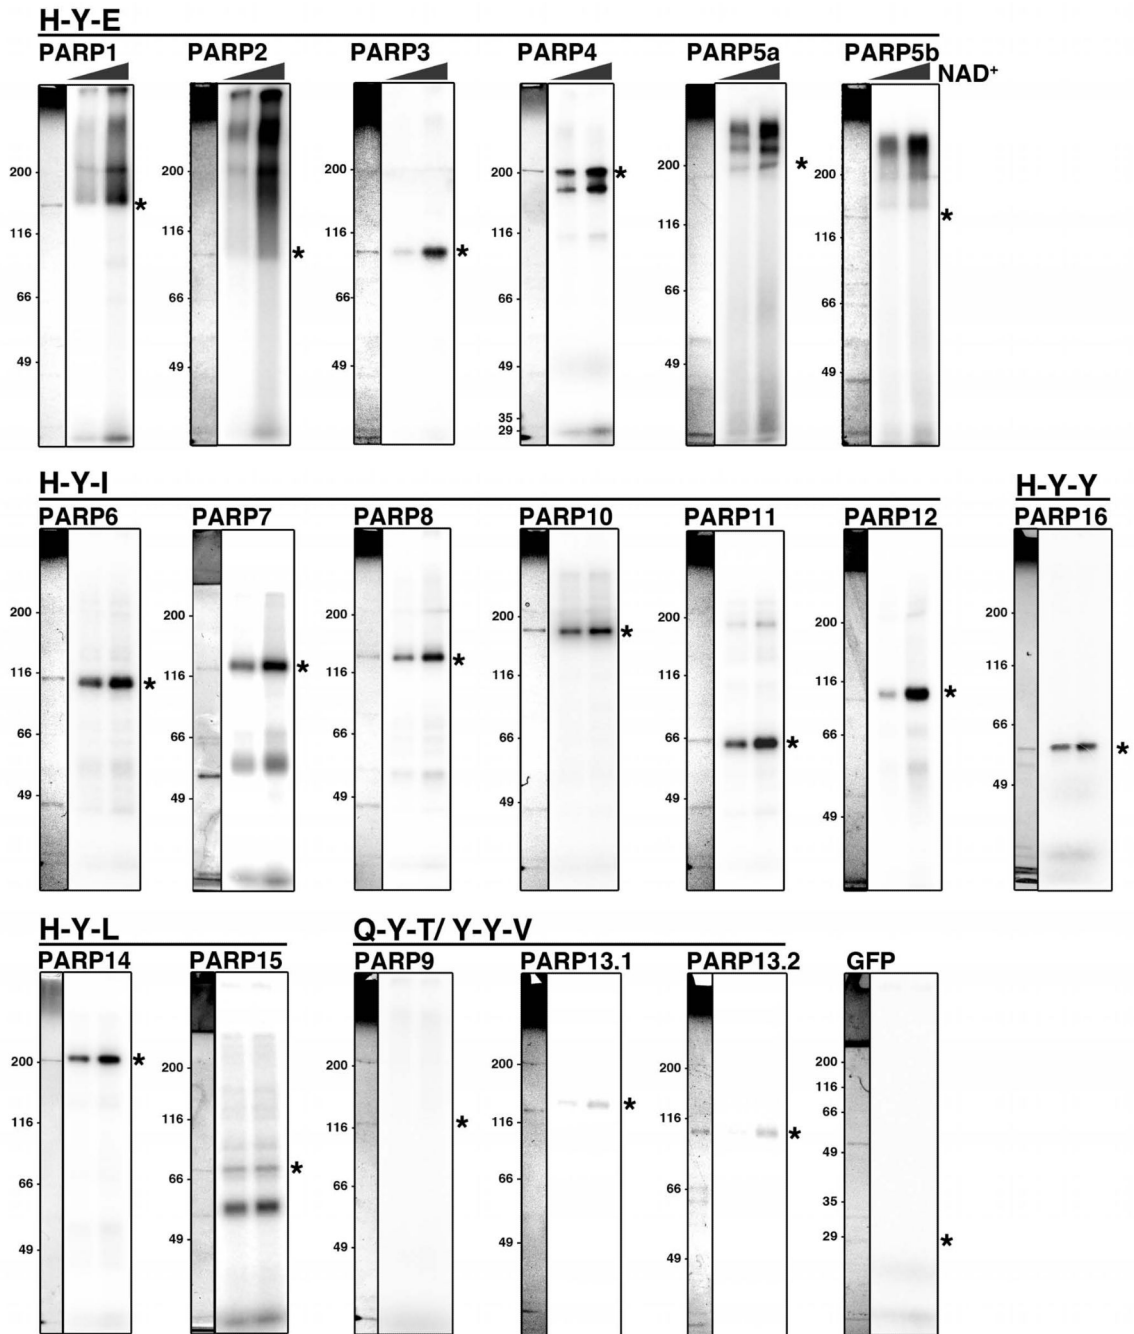 H-Y-E
PARP1 PARP2 PARP3 PARP4 PARP5a PARP5b
NAD+
200 116 66 49
* 
200 116 66 49
*
200 116 66 49
*
200 116 66 49 35 29
*
200 116 66 49
*
200 116 66 49
*
H-Y-I H-Y-Y
PARP6 PARP7 PARP8 PARP10 PARP11 PARP12 PARP16
200 116 66 49
*
200 116 66 49
*
200 116 66 49
*
200 116 66 49
*
200 116 66 49
*
200 116 66 49
*
200 116 66 49
*
H-Y-L Q-Y-T/ Y-Y-V
PARP14 PARP15 PARP9 PARP13.1 PARP13.2 GFP
200 116 66 49
*
200 116 66 49
*
200 116 66 49
*
200 116 66 49
*
200 116 66 49
*
200 116 66 49 35 29
*